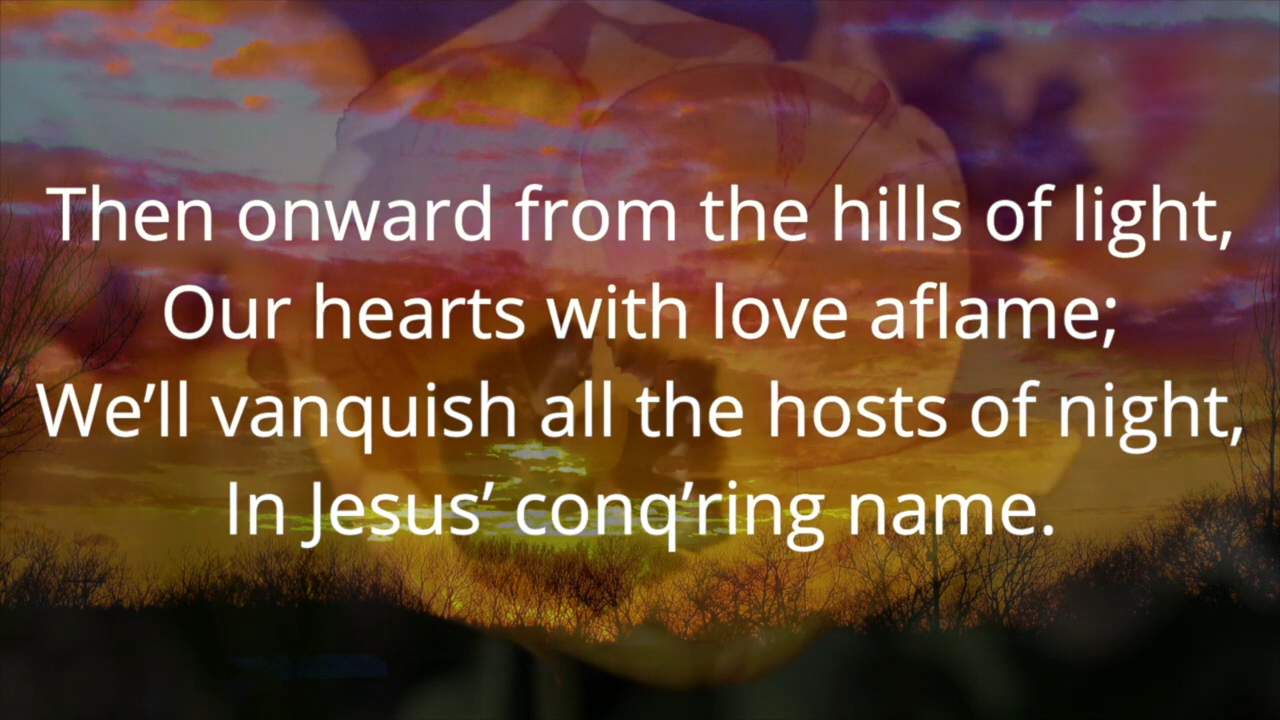 Then onward from the hills of light,
Our hearts with love aflame;
We’ll vanquish all the hosts of night,
In Jesus’ conq’ring name.